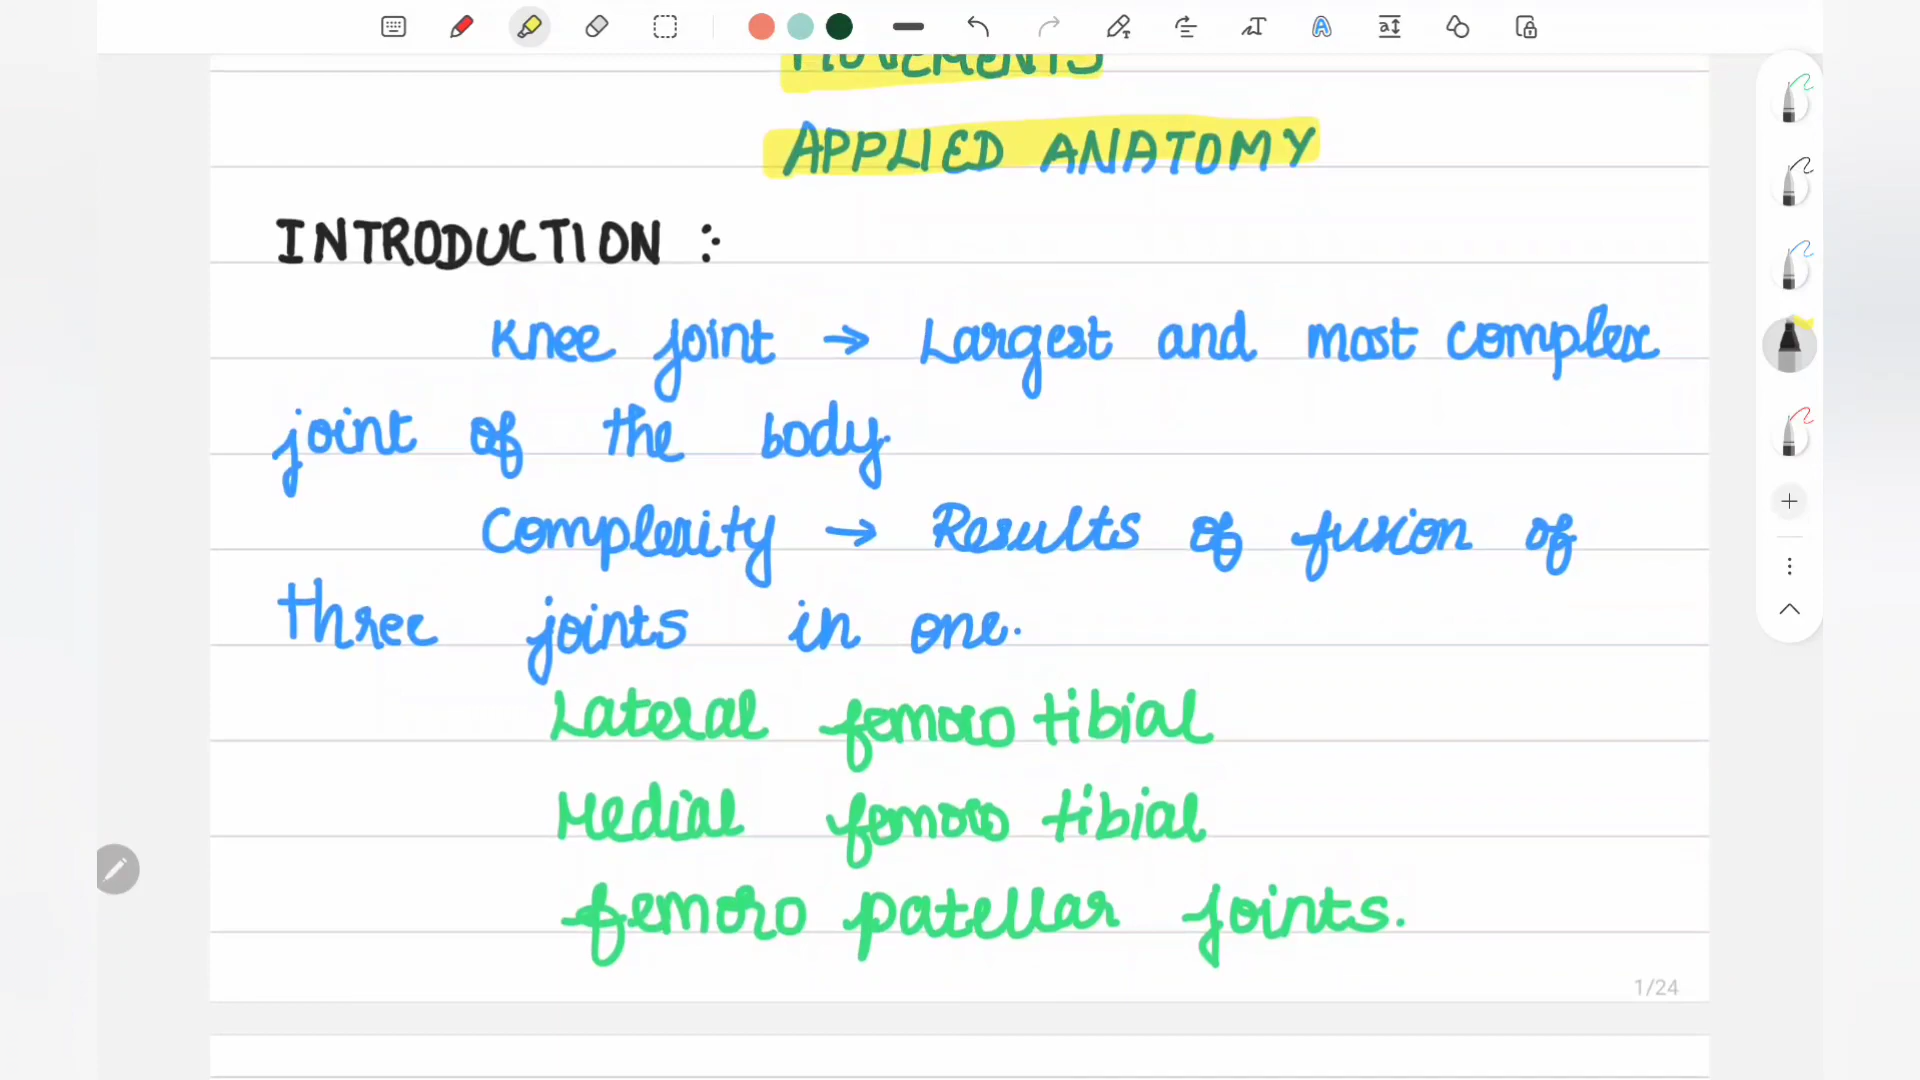 MOVEMENTS
APPLIED ANATOMY
INTRODUCTION :-
Knee joint → Largest and most complex
joint of the body.
Complexity → Results of fusion of
three joints in one.
Lateral femoro tibial
Medial femoro tibial
femoro patellar joints.
1/24